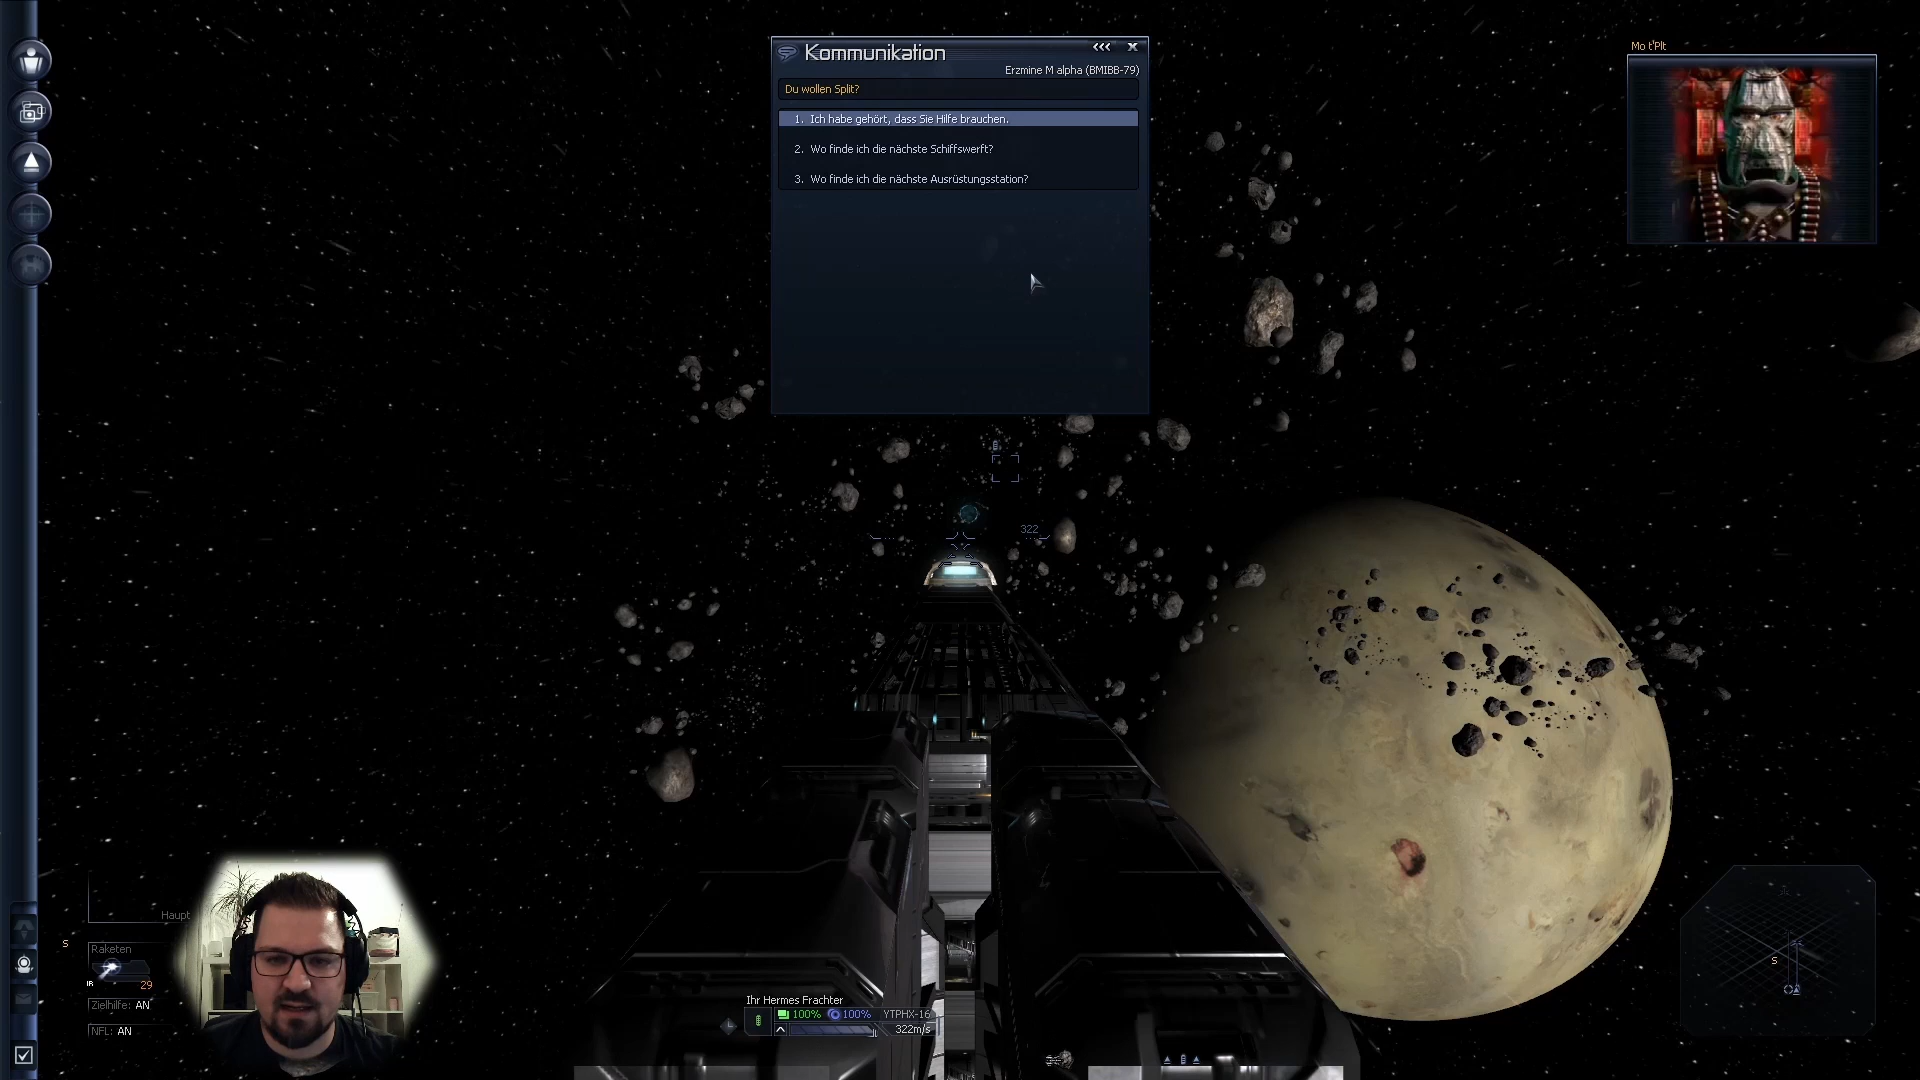 Kommunikation
Erzmine M alpha (BMIBB-79)
Du wollen Split?
1. Ich habe gehört, dass Sie Hilfe brauchen.
2. Wo finde ich die nächste Schiffswerft?
3. Wo finde ich die nächste Ausrüstungsstation?
Mo t'Plt
322
Haupt
S
Raketen
29
Zielhilfe: AN
NFL: AN
Ihr Hermes Frachter
100% 100% YTPHX-16
322m/s
S